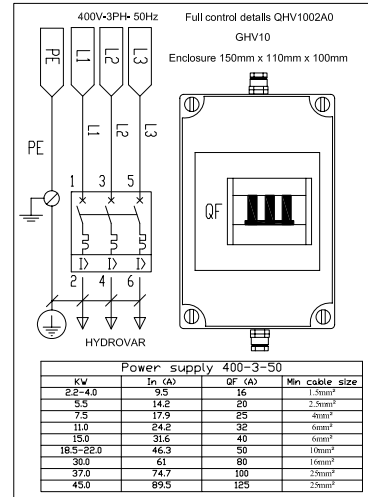 400V-3PH- 50Hz
Full control details QHV1002A0
GHV10
Enclosure 150mm x 110mm x 100mm
PE
L1
L2
L3
L1
L2
L3
PE
1 3 5
QF
I> I> I>
2 4 6
HYDROVAR
Power supply 400-3-50
KW In (A) QF (A) Min cable size
2.2-4.0 9.5 16 1.5mm²
5.5 14.2 20 2.5mm²
7.5 17.9 25 4mm²
11.0 24.2 32 6mm²
15.0 31.6 40 6mm²
18.5-22.0 46.3 50 10mm²
30.0 61 80 16mm²
37.0 74.7 100 25mm²
45.0 89.5 125 25mm²